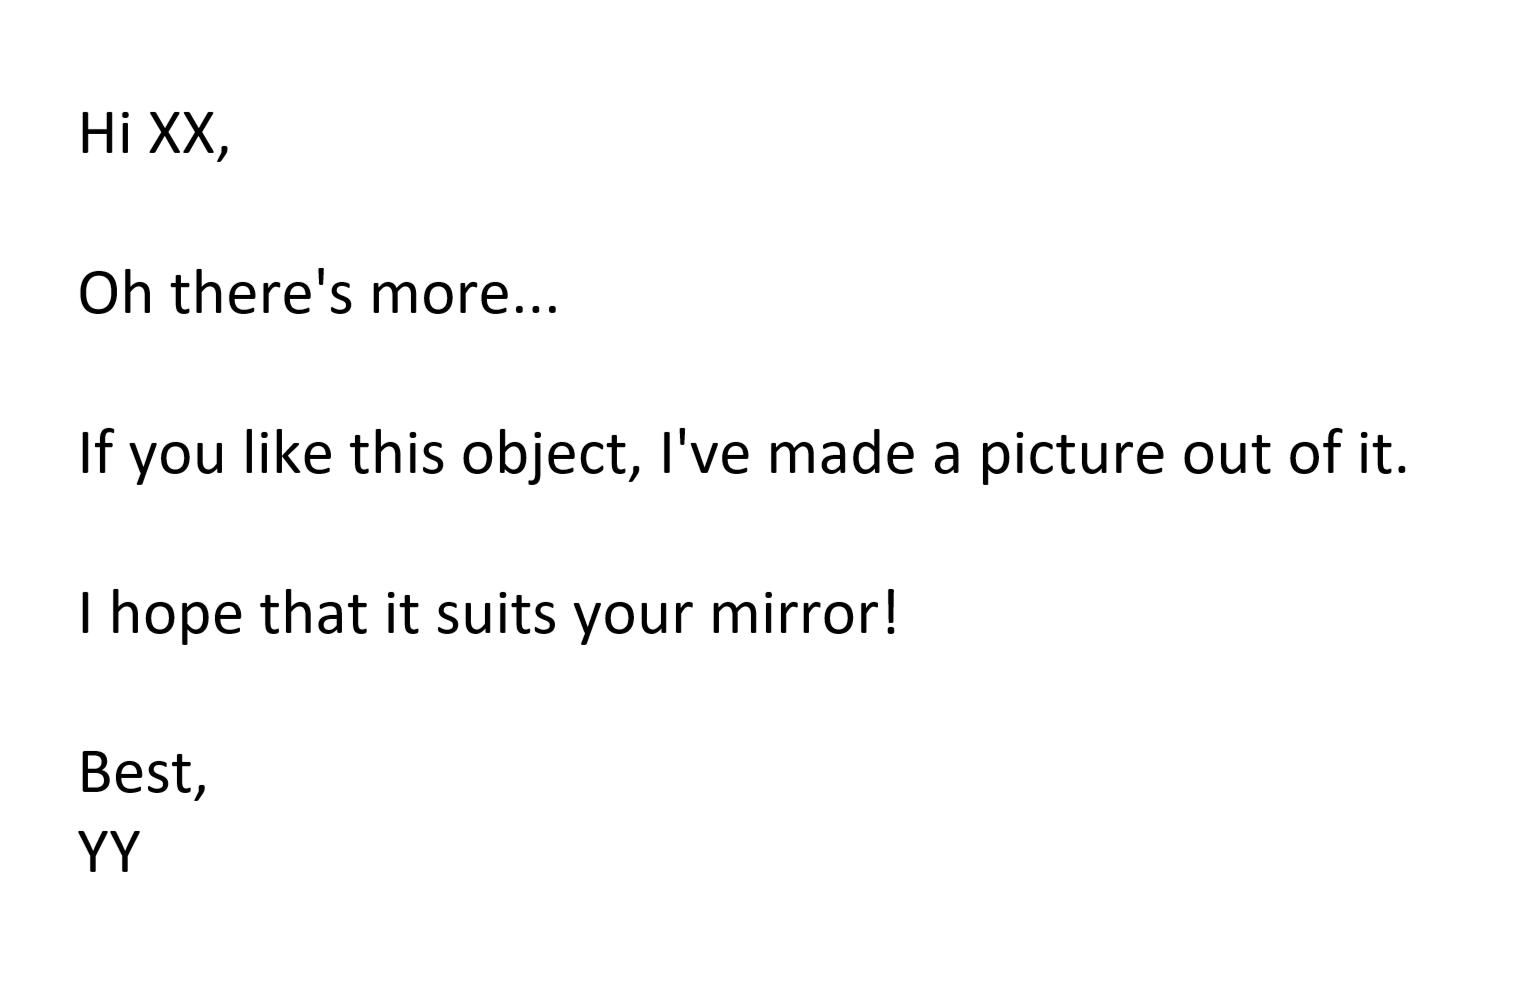 Hi XX,
Oh there's more...
If you like this object, I've made a picture out of it.
I hope that it suits your mirror!
Best,
YY